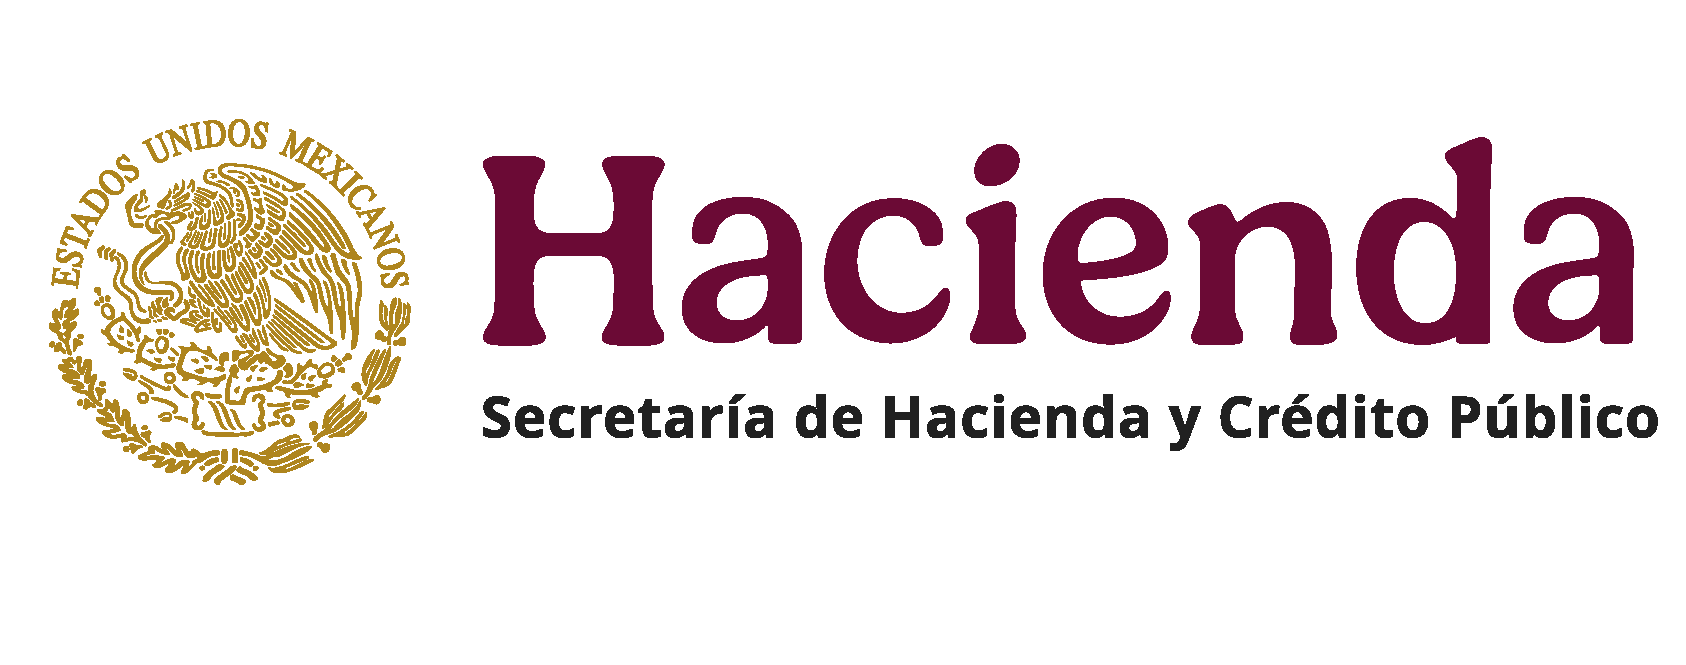 ESTADOS UNIDOS MEXICANOS
Hacienda
Secretaría de Hacienda y Crédito Público